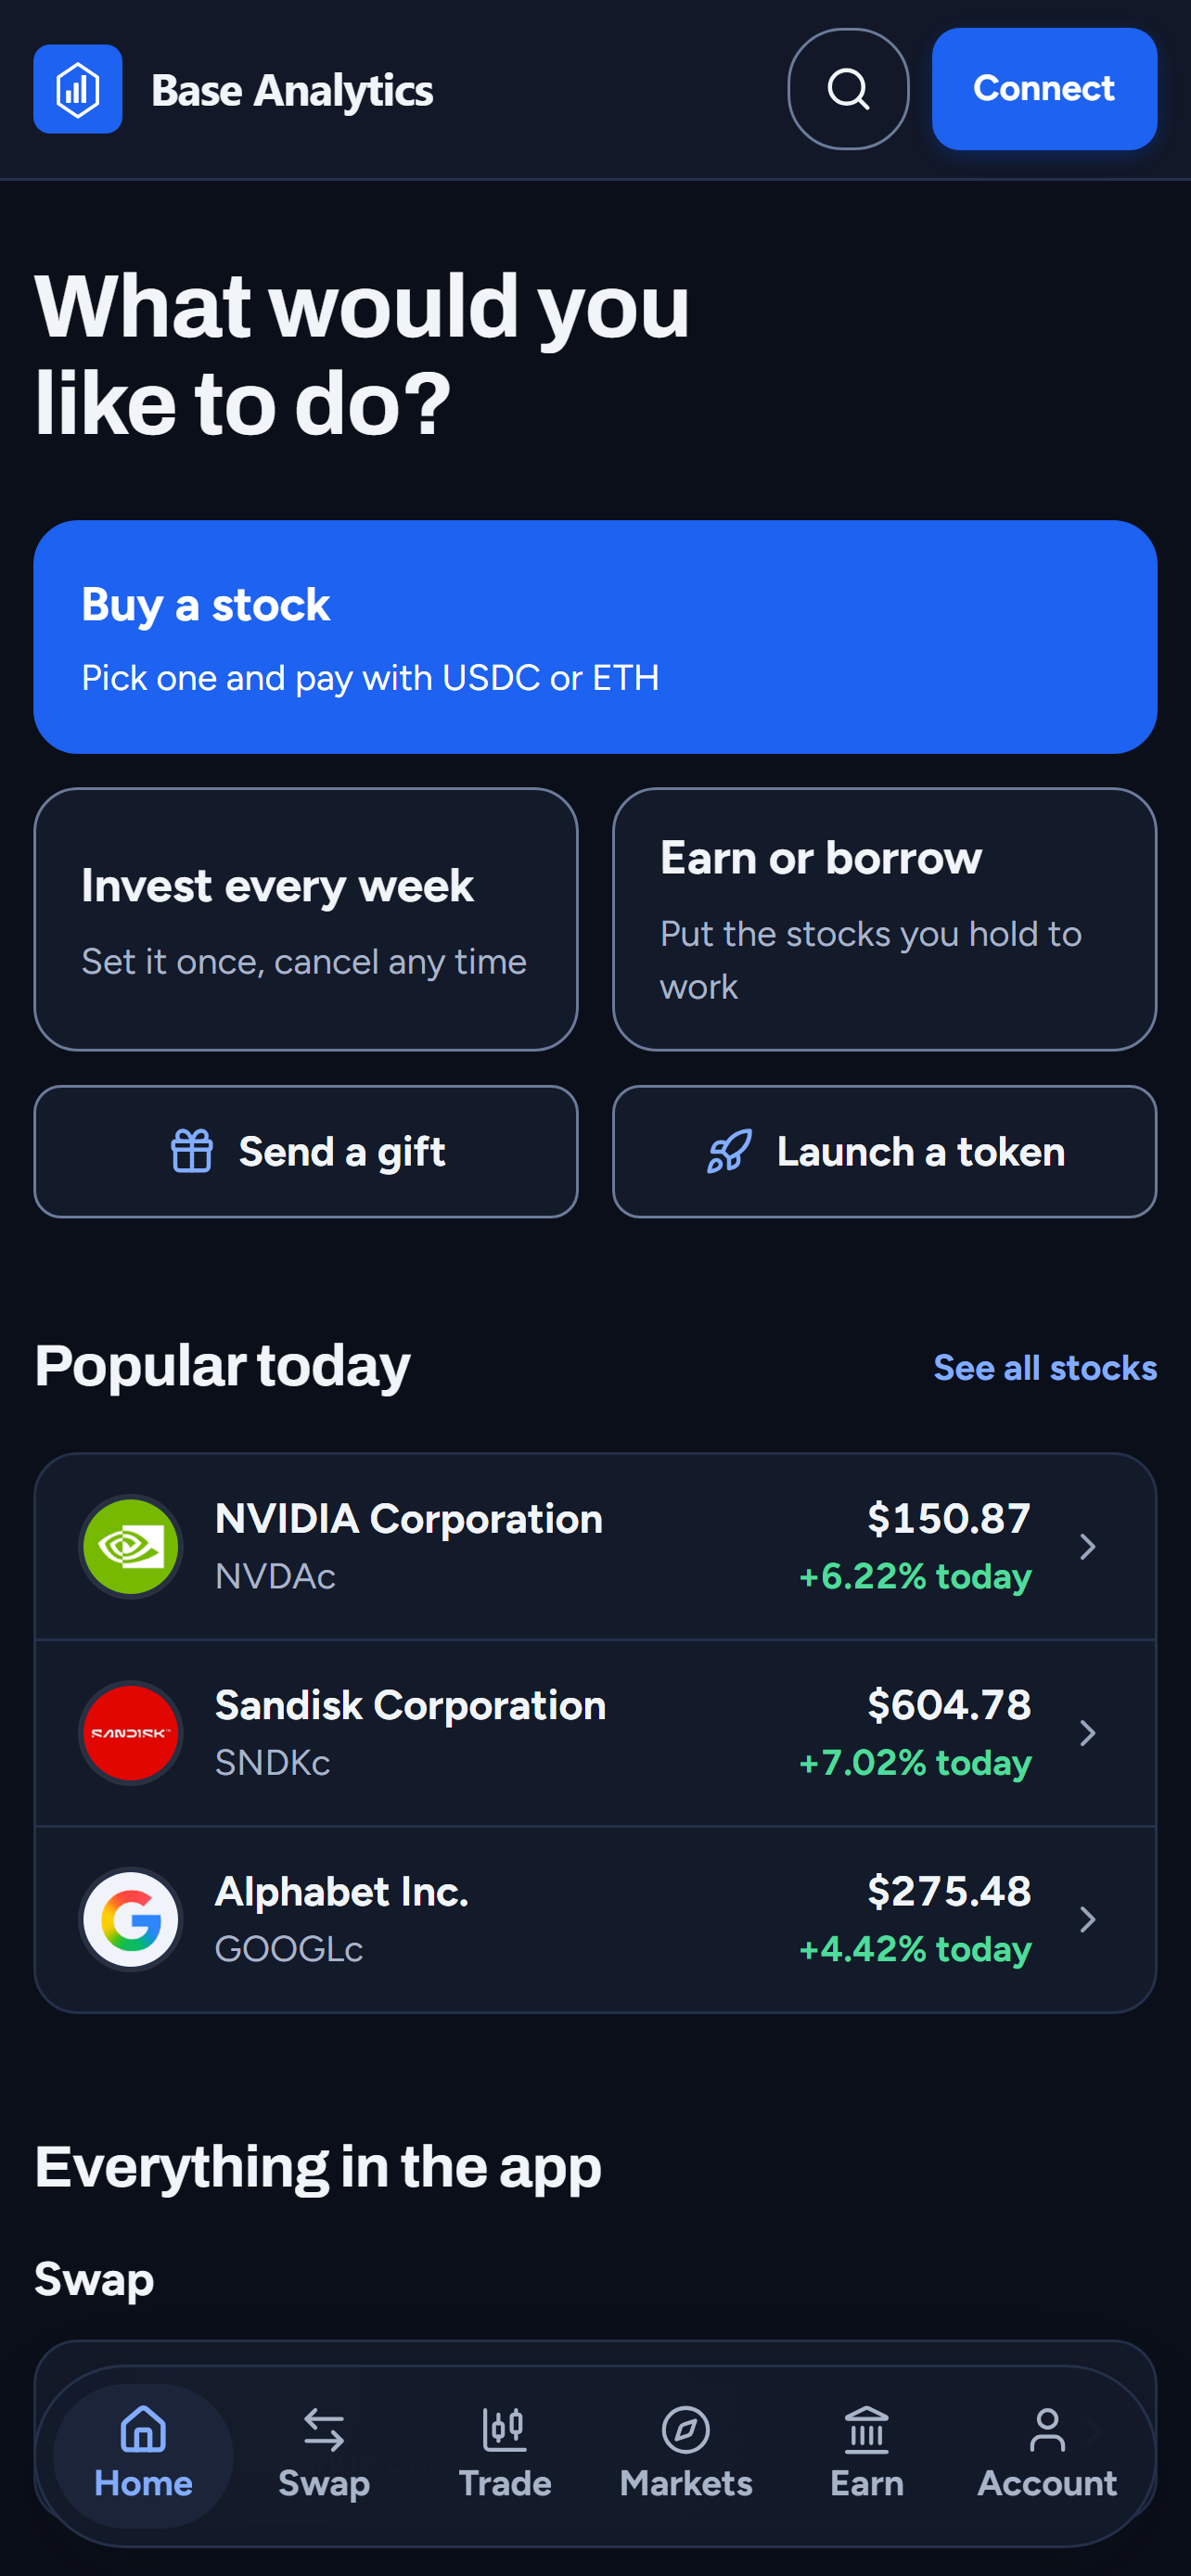 Base Analytics
Connect
What would you
like to do?
Buy a stock
Pick one and pay with USDC or ETH
Invest every week
Set it once, cancel any time
Earn or borrow
Put the stocks you hold to
work
Send a gift
Launch a token
Popular today
See all stocks
NVIDIA Corporation
$150.87
NVDAc
+6.22% today
SANDISK
Sandisk Corporation
$604.78
SNDKc
+7.02% today
Alphabet Inc.
$275.48
GOOGLc
+4.42% today
Everything in the app
Swap
Home
Swap
Trade
Markets
Earn
Account